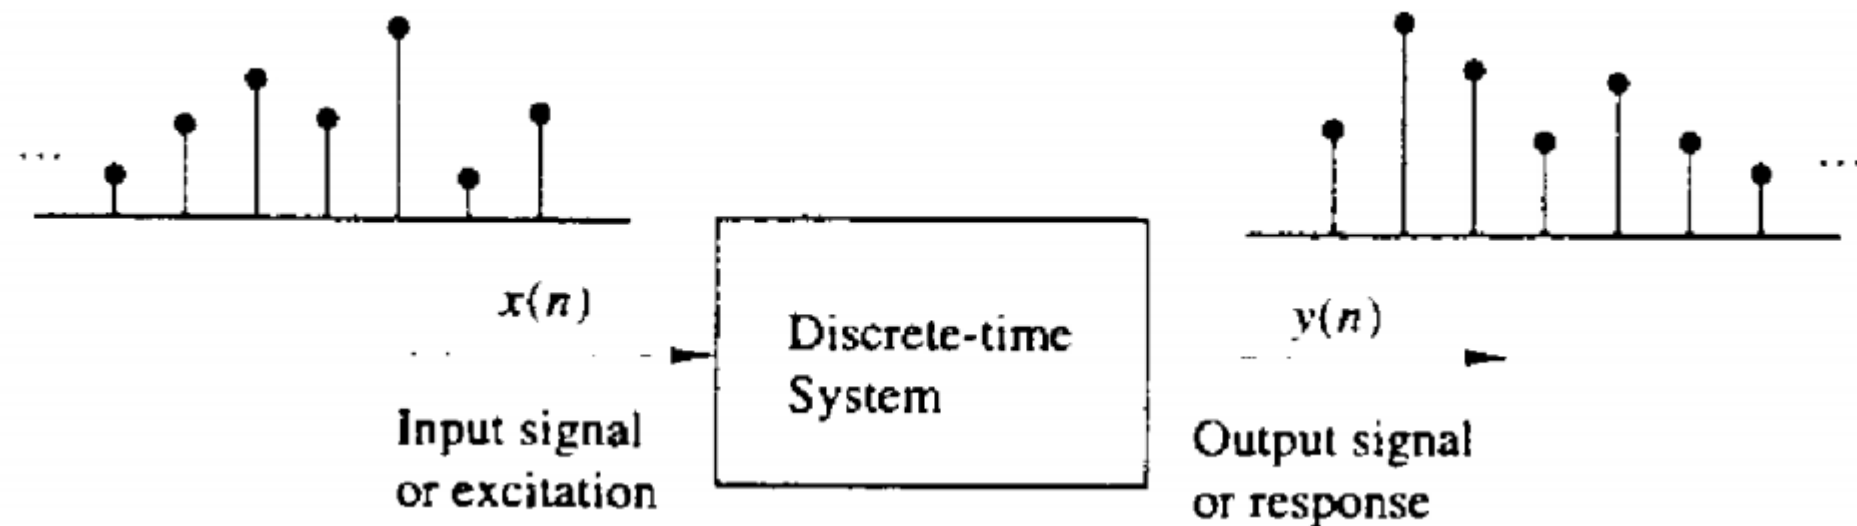 ...
...
x(n)
Discrete-time
System
y(n)
Input signal
or excitation
Output signal
or response